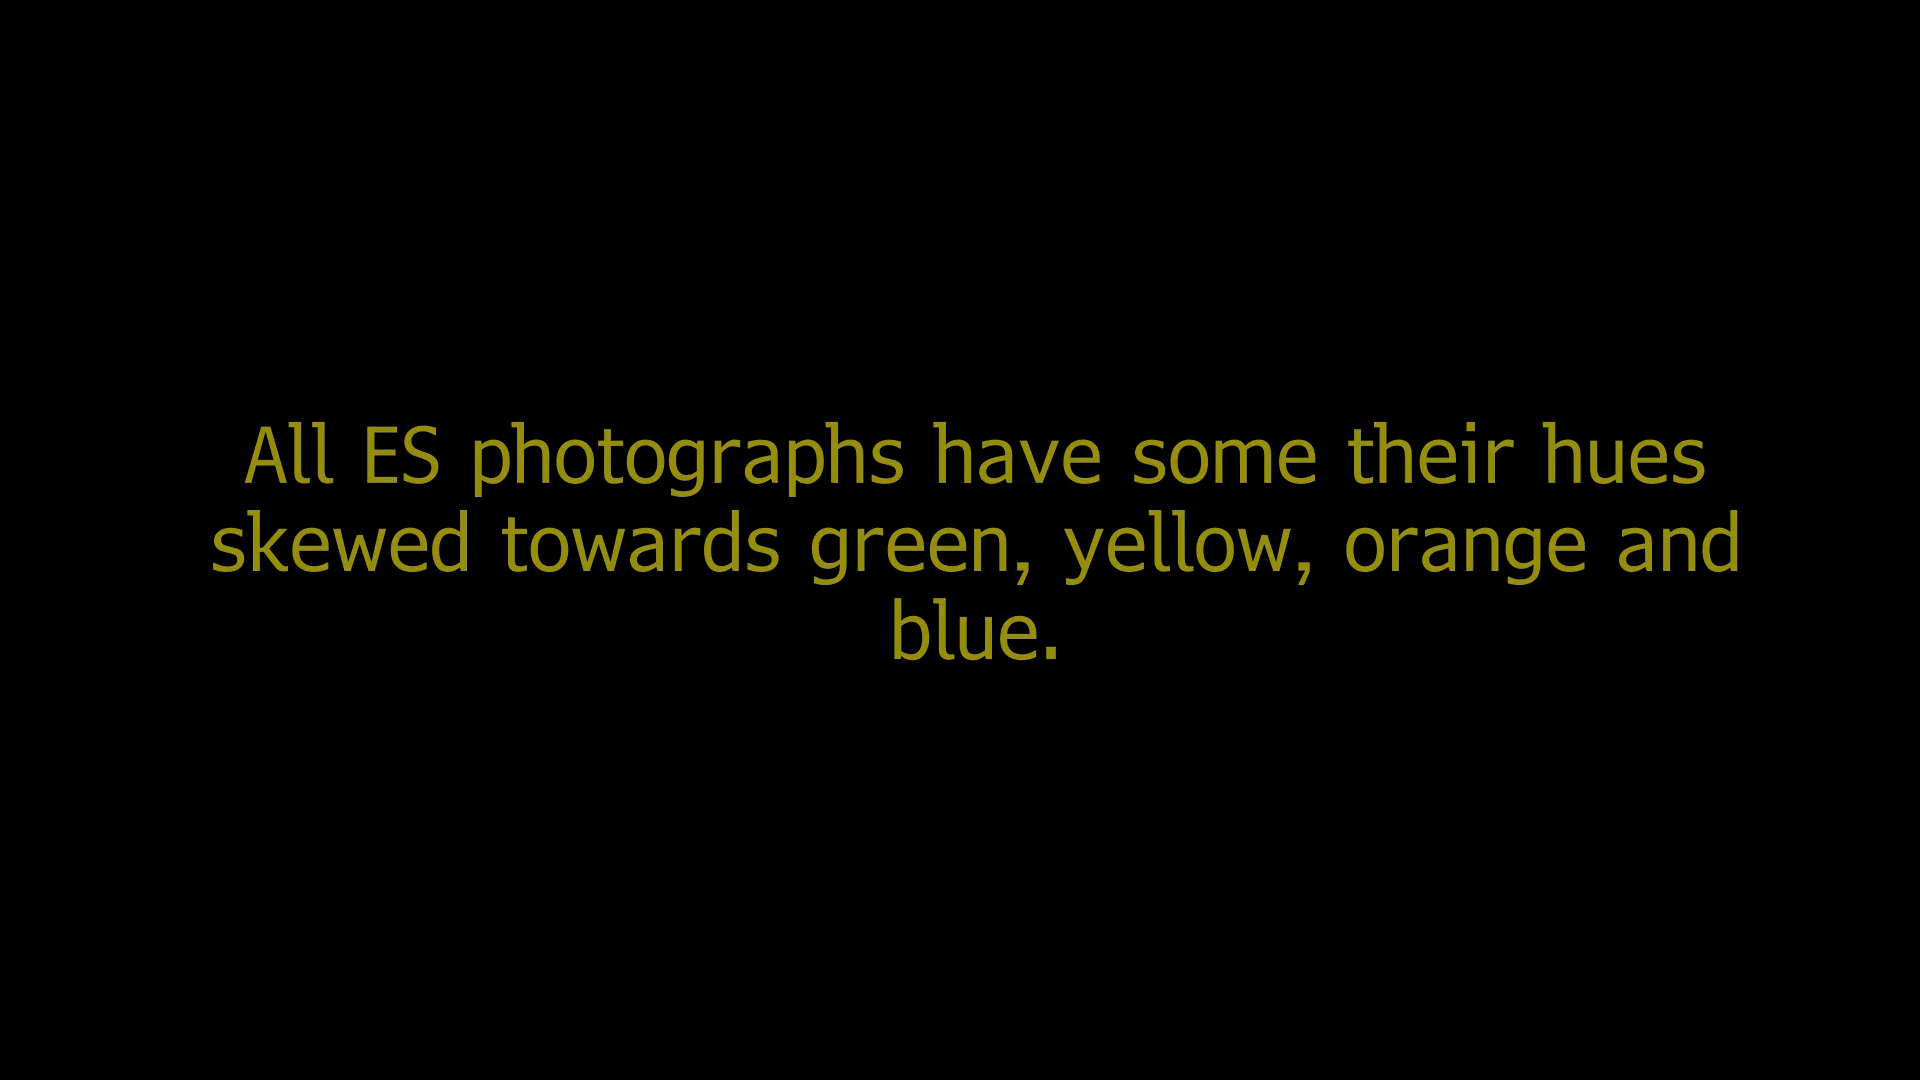 All ES photographs have some their hues
skewed towards green, yellow, orange and
blue.